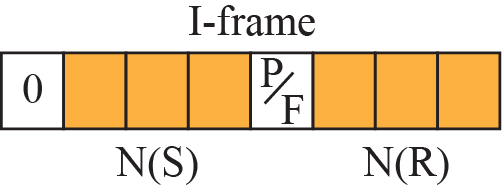 I-frame
0 P/F
N(S) N(R)